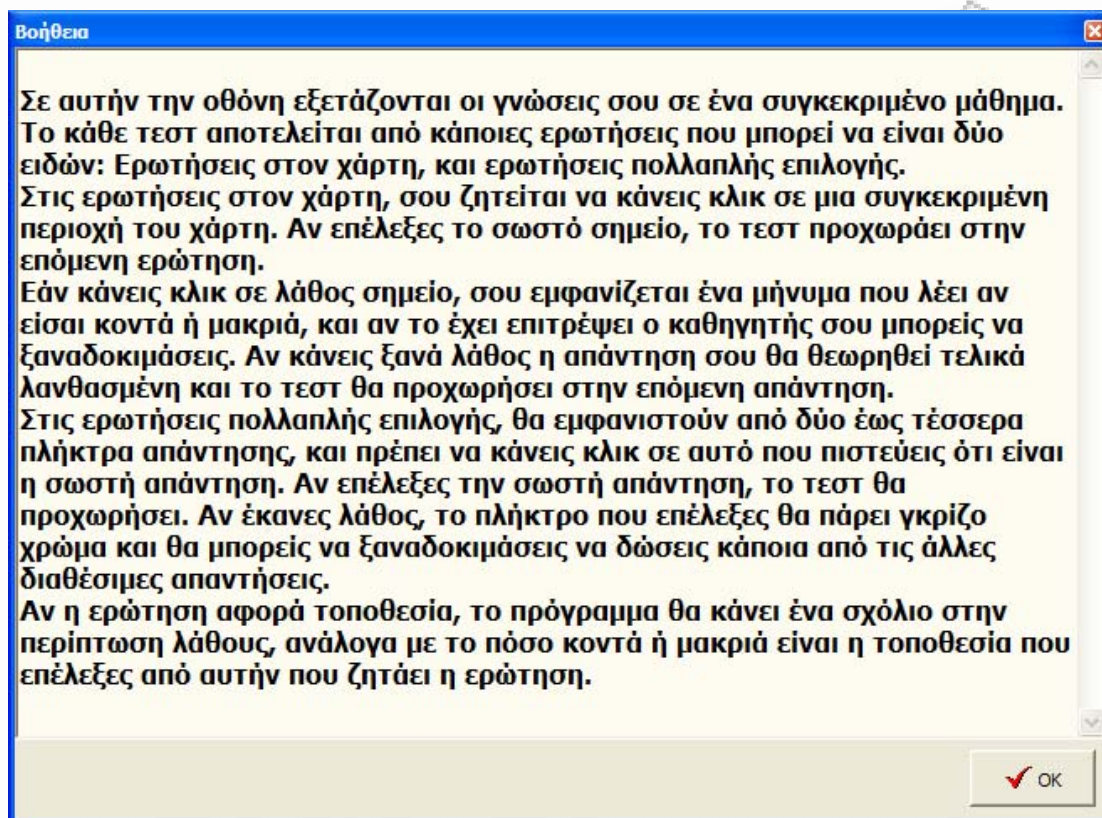 Βοήθεια
Σε αυτήν την οθόνη εξετάζονται οι γνώσεις σου σε ένα συγκεκριμένο μάθημα.
Το κάθε τεστ αποτελείται από κάποιες ερωτήσεις που μπορεί να είναι δύο
ειδών: Ερωτήσεις στον χάρτη, και ερωτήσεις πολλαπλής επιλογής.
Στις ερωτήσεις στον χάρτη, σου ζητείται να κάνεις κλικ σε μια συγκεκριμένη
περιοχή του χάρτη. Αν επέλεξες το σωστό σημείο, το τεστ προχωράει στην
επόμενη ερώτηση.
Εάν κάνεις κλικ σε λάθος σημείο, σου εμφανίζεται ένα μήνυμα που λέει αν
είσαι κοντά ή μακριά, και αν το έχει επιτρέψει ο καθηγητής σου μπορείς να
ξαναδοκιμάσεις. Αν κάνεις ξανά λάθος η απάντηση σου θα θεωρηθεί τελικά
λανθασμένη και το τεστ θα προχωρήσει στην επόμενη απάντηση.
Στις ερωτήσεις πολλαπλής επιλογής, θα εμφανιστούν από δύο έως τέσσερα
πλήκτρα απάντησης, και πρέπει να κάνεις κλικ σε αυτό που πιστεύεις ότι είναι
η σωστή απάντηση. Αν επέλεξες την σωστή απάντηση, το τεστ θα
προχωρήσει. Αν έκανες λάθος, το πλήκτρο που επέλεξες θα πάρει γκρίζο
χρώμα και θα μπορείς να ξαναδοκιμάσεις να δώσεις κάποια από τις άλλες
διαθέσιμες απαντήσεις.
Αν η ερώτηση αφορά τοποθεσία, το πρόγραμμα θα κάνει ένα σχόλιο στην
περίπτωση λάθους, ανάλογα με το πόσο κοντά ή μακριά είναι η τοποθεσία που
επέλεξες από αυτήν που ζητάει η ερώτηση.
OK